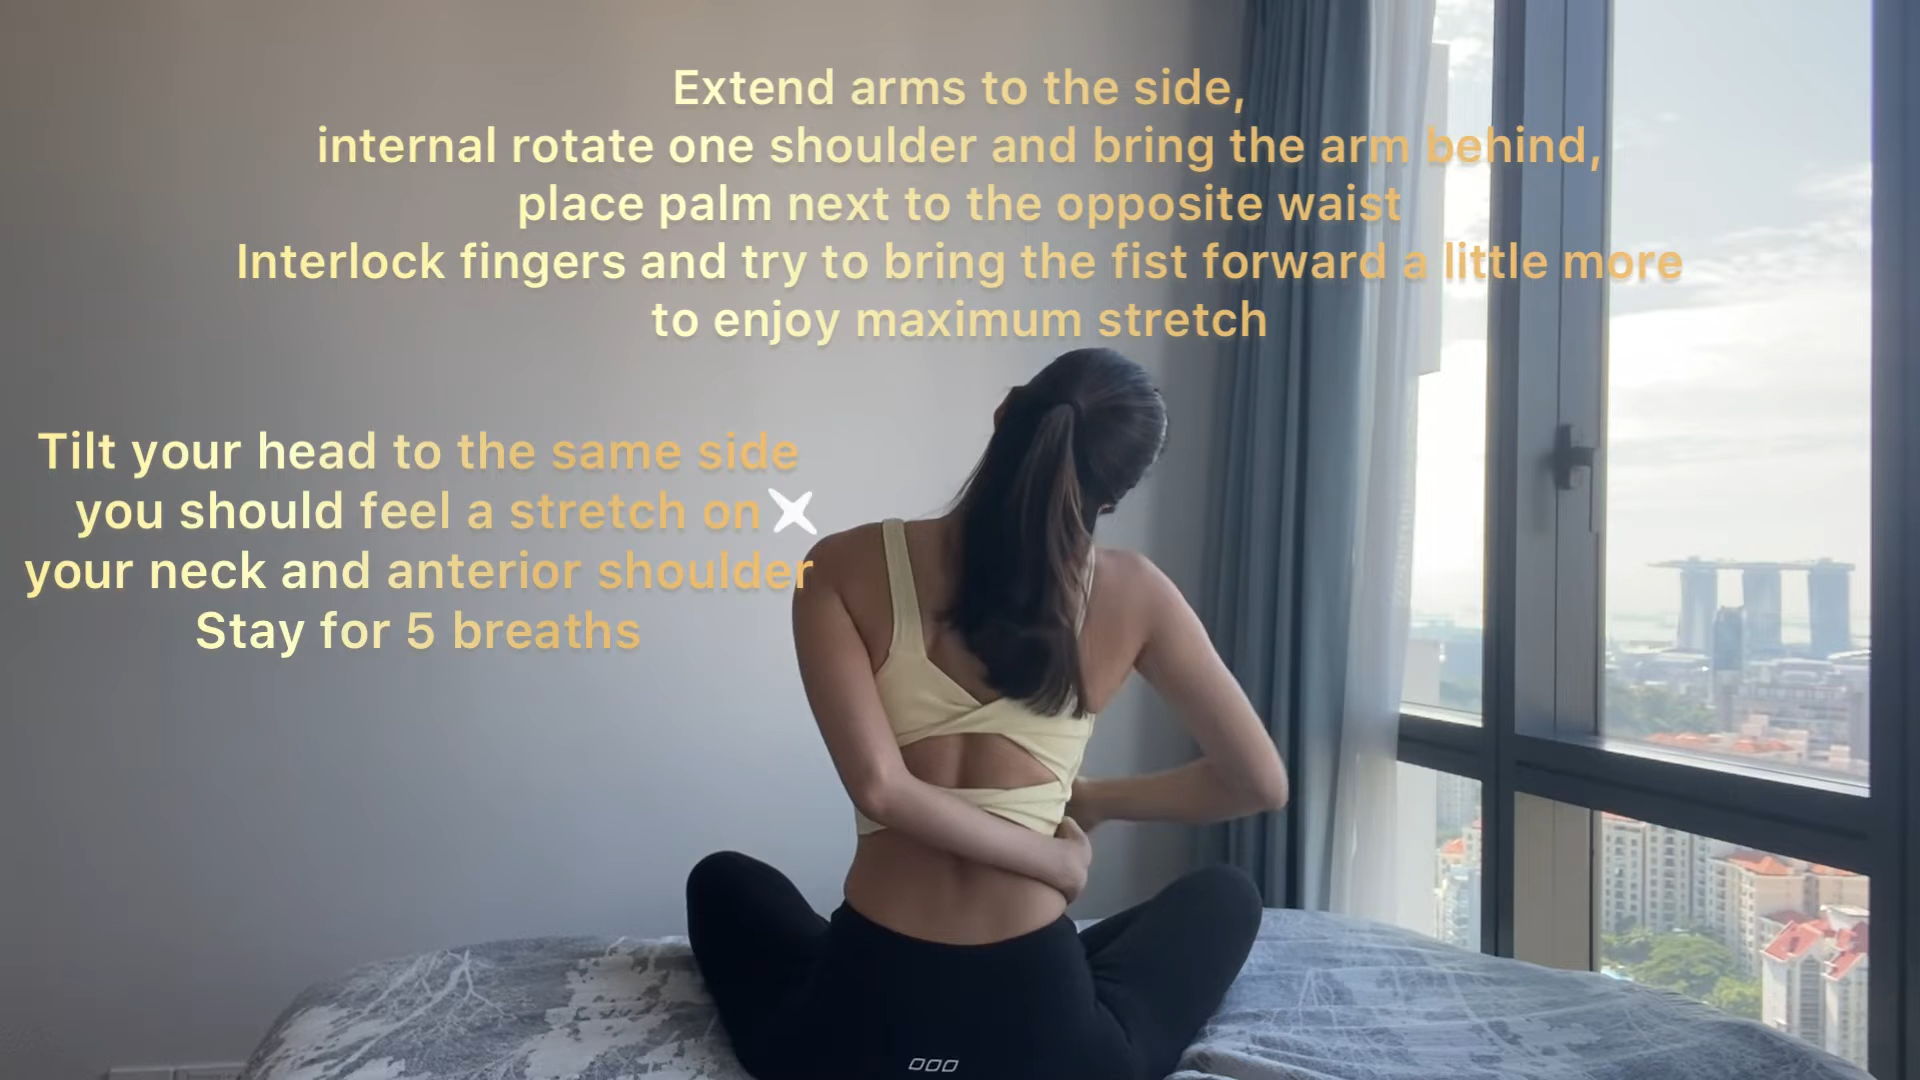 Extend arms to the side,
internal rotate one shoulder and bring the arm behind,
place palm next to the opposite waist
Interlock fingers and try to bring the fist forward a little more
to enjoy maximum stretch
Tilt your head to the same side
you should feel a stretch on
your neck and anterior shoulder
Stay for 5 breaths